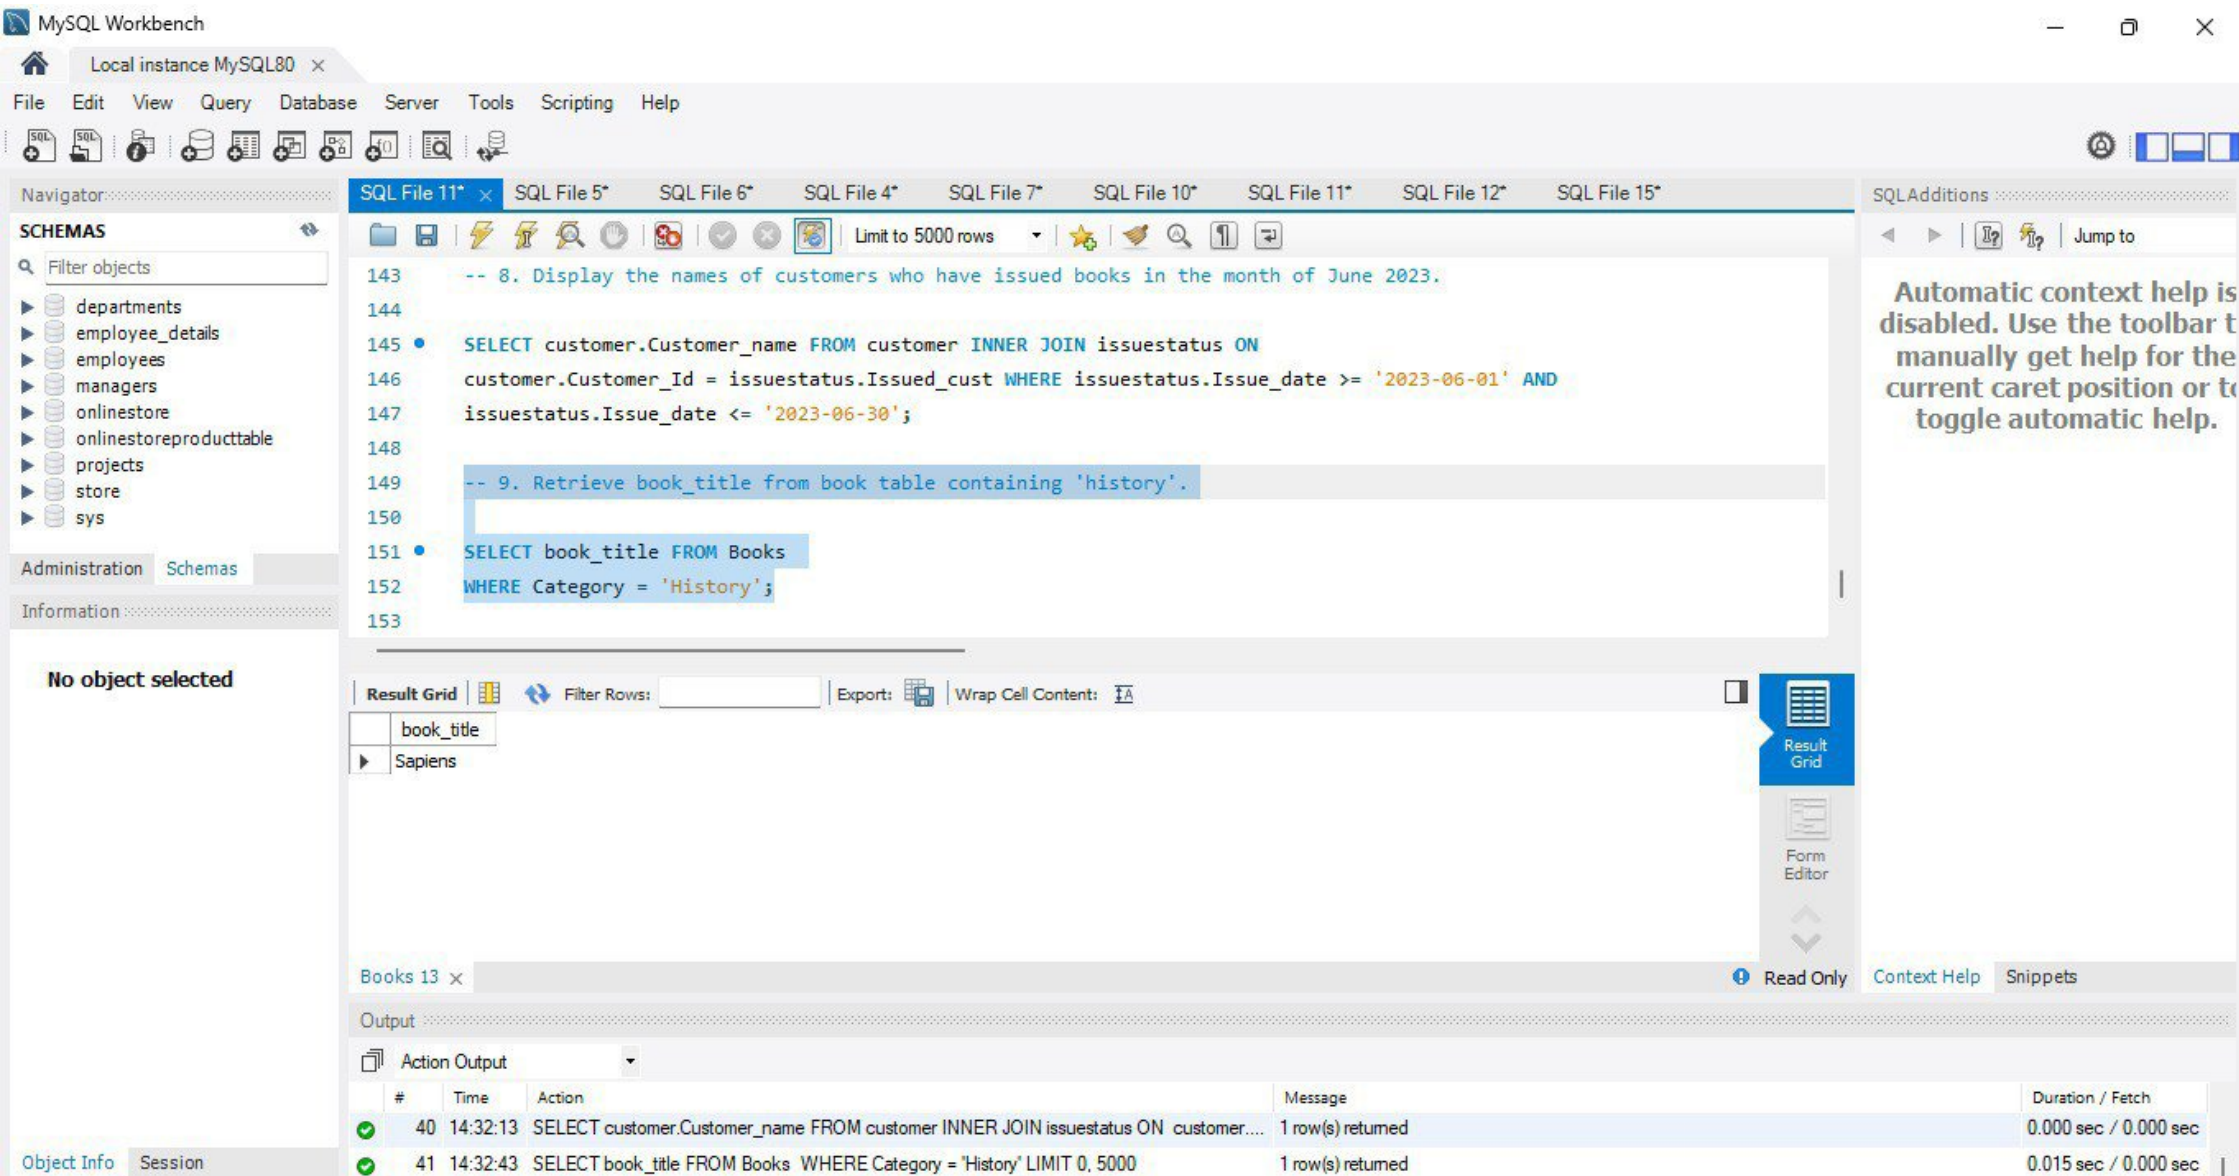 MySQL Workbench
Local instance MySQL80
File Edit View Query Database Server Tools Scripting Help
Navigator
SCHEMAS
Filter objects
departments
employee_details
employees
managers
onlinestore
onlinestoreproducttable
projects
store
sys
Administration Schemas
Information
No object selected
Object Info Session
SQL File 11* SQL File 5* SQL File 6* SQL File 4* SQL File 7* SQL File 10* SQL File 11* SQL File 12* SQL File 15*
Limit to 5000 rows
143 -- 8. Display the names of customers who have issued books in the month of June 2023.
144
145 SELECT customer.Customer_name FROM customer INNER JOIN issuestatus ON
146 customer.Customer_Id = issuestatus.Issued_cust WHERE issuestatus.Issue_date >= '2023-06-01' AND
147 issuestatus.Issue_date <= '2023-06-30';
148
149 -- 9. Retrieve book_title from book table containing 'history'.
150
151 SELECT book_title FROM Books
152 WHERE Category = 'History';
153
Result Grid Filter Rows: Export: Wrap Cell Content:
book_title
Sapiens
Result Grid
Form Editor
Books 13
Read Only
SQLAdditions
Jump to
Automatic context help is
disabled. Use the toolbar t
manually get help for the
current caret position or to
toggle automatic help.
Context Help Snippets
Output
Action Output
# Time Action Message Duration / Fetch
40 14:32:13 SELECT customer.Customer_name FROM customer INNER JOIN issuestatus ON customer.... 1 row(s) returned 0.000 sec / 0.000 sec
41 14:32:43 SELECT book_title FROM Books WHERE Category = 'History' LIMIT 0, 5000 1 row(s) returned 0.015 sec / 0.000 sec